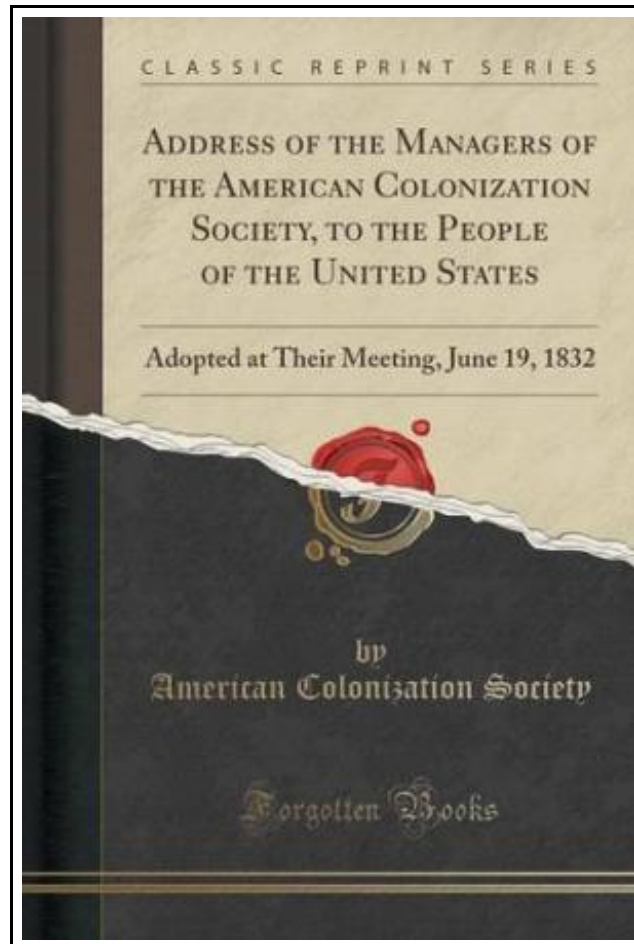 CLASSIC REPRINT SERIES
ADDRESS OF THE MANAGERS OF
THE AMERICAN COLONIZATION
SOCIETY, TO THE PEOPLE
OF THE UNITED STATES
Adopted at Their Meeting, June 19, 1832
by
American Colonization Society
Forgotten Books